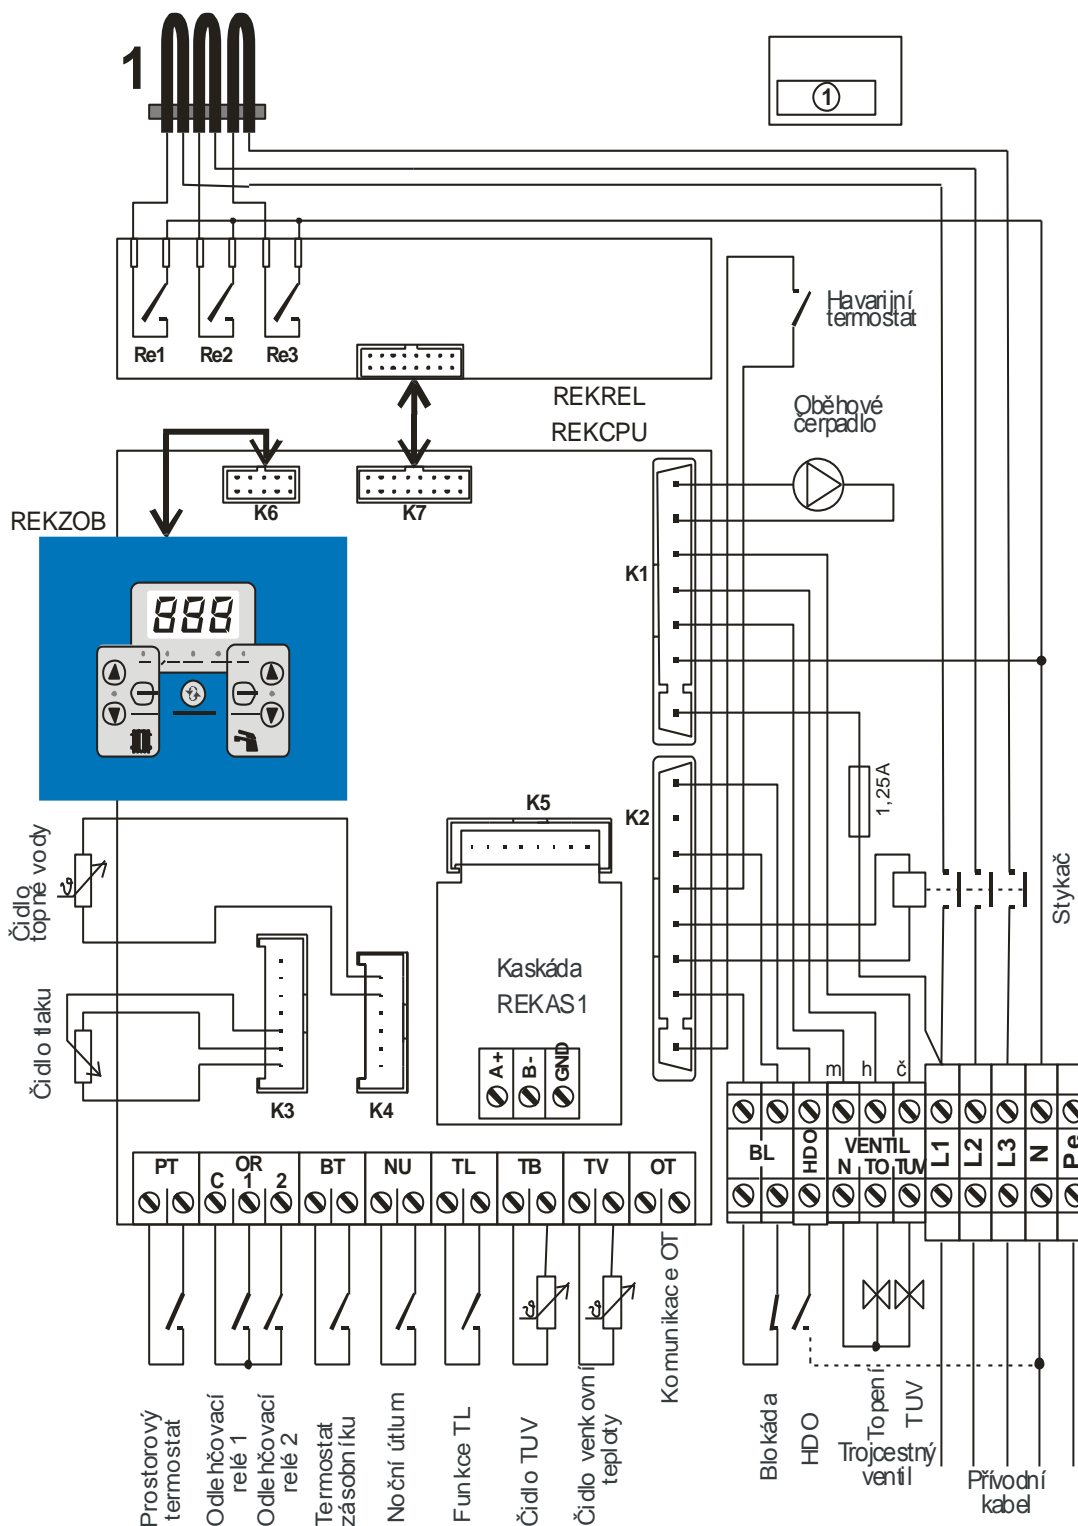 1
1
Re1 Re2 Re3
Havarijní
termostat
REKREL
REKCPU
Oběhové
čerpadlo
K6 K7
REKZOB
K1
888
1,25A
Čidlo
topné vody
K5
K2
Stykač
Kaskáda
REKAS1
Čidlo tlaku
A+ B- GND
K3 K4
m h č
BL HDO VENTIL L1 L2 L3 N Pe
N TO TUV
PT OR BT NU TL TB TV OT
C 1 2
Komunikace OT
Prostorový
termostat
Odlehčovací
relé 1
Odlehčovací
relé 2
Termostat
zásobníku
Noční útlum
Funkce TL
Čidlo TUV
Čidlo venkovní
teploty
Blokáda
HDO
Topení
TUV
Trojcestný
ventil
Přívodní
kabel